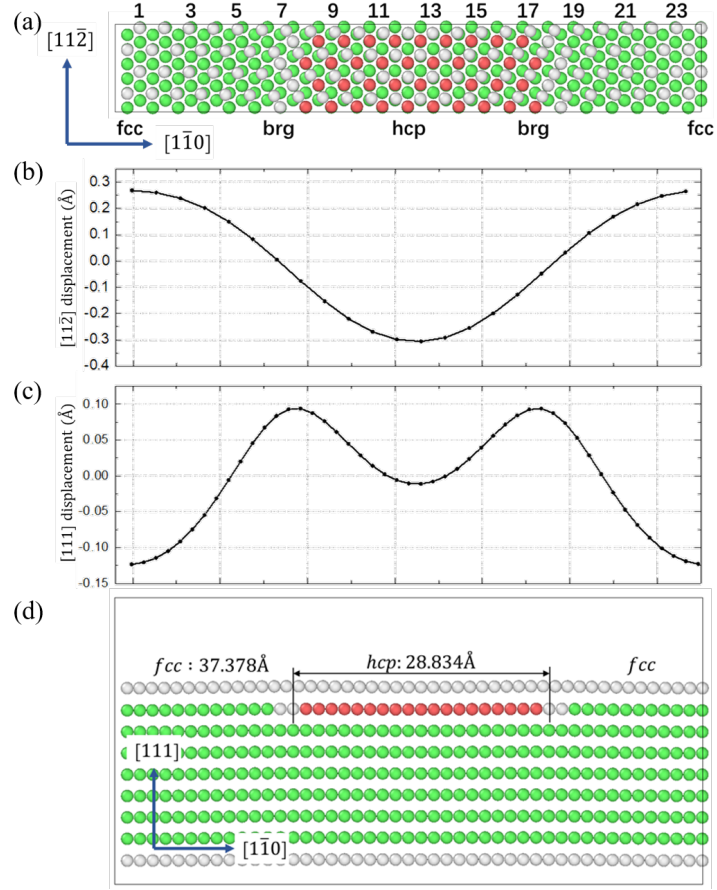 (a)
1 3 5 7 9 11 13 15 17 19 21 23
[112̅]
[11̅0]
fcc brg hcp brg fcc
(b)
[112̅] displacement (Å)
0.3
0.2
0.1
0.0
-0.1
-0.2
-0.3
-0.4
(c)
[111] displacement (Å)
0.10
0.05
0.00
-0.05
-0.10
-0.15
(d)
fcc : 37.378Å hcp: 28.834Å fcc
[111]
[11̅0]